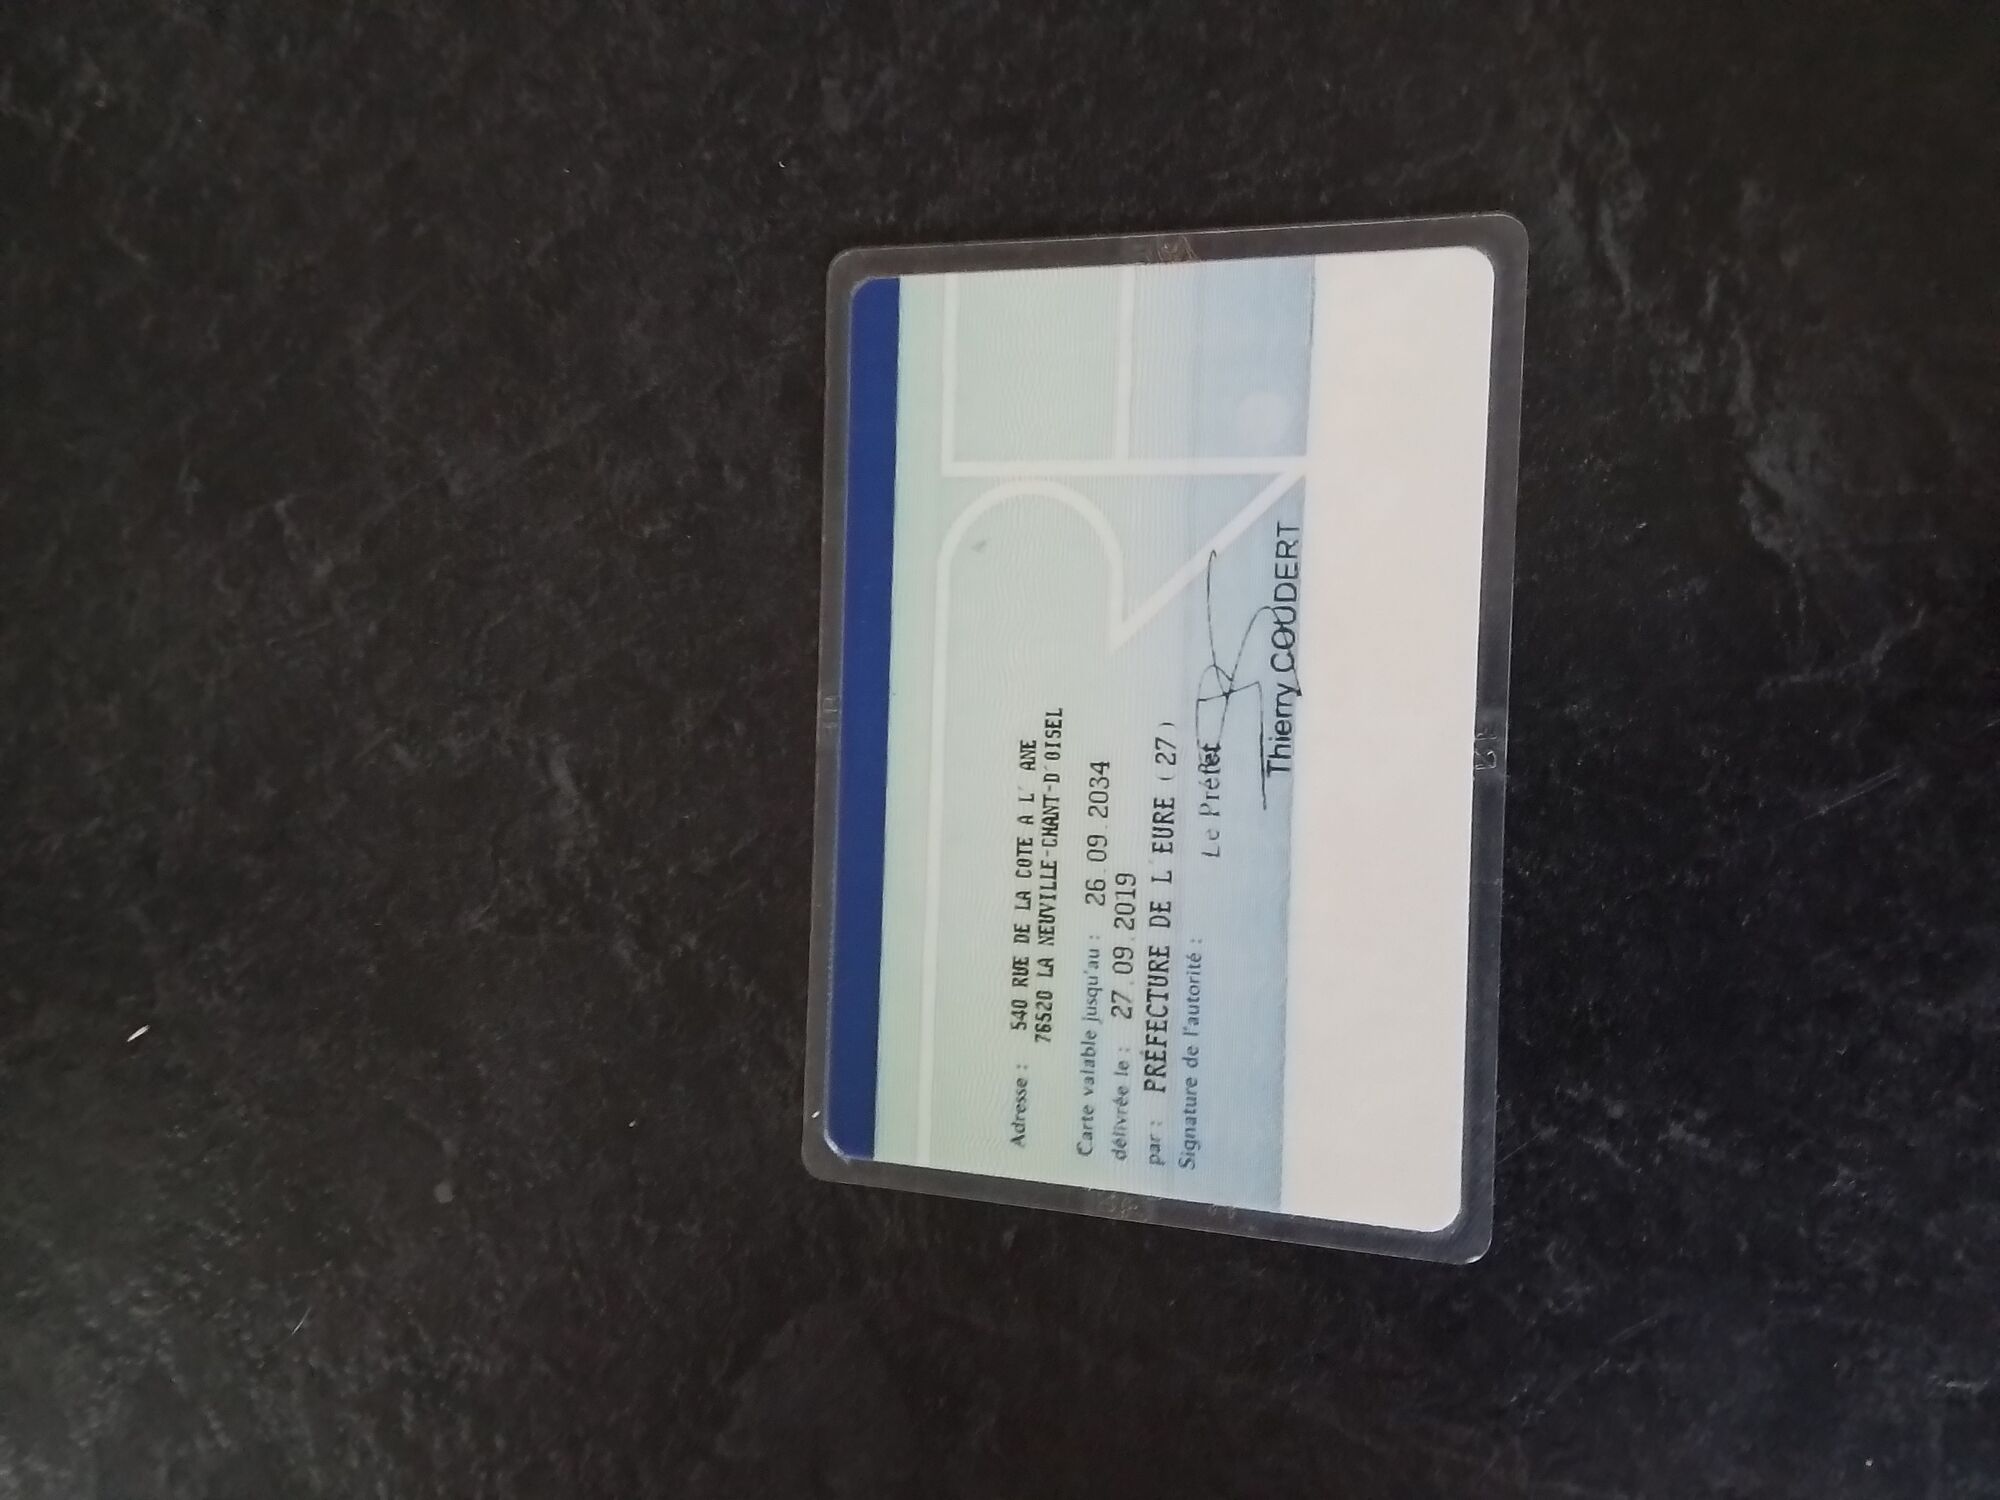 Adresse : 540 RUE DE LA COTE A L' ANE
76520 LA NEUVILLE-CHANT-D'OISEL
Carte valable jusqu'au : 26.09.2034
délivrée le : 27.09.2019
par : PRÉFECTURE DE L'EURE (27)
Signature de l'autorité :
Le Préfet
Thierry COUDERT